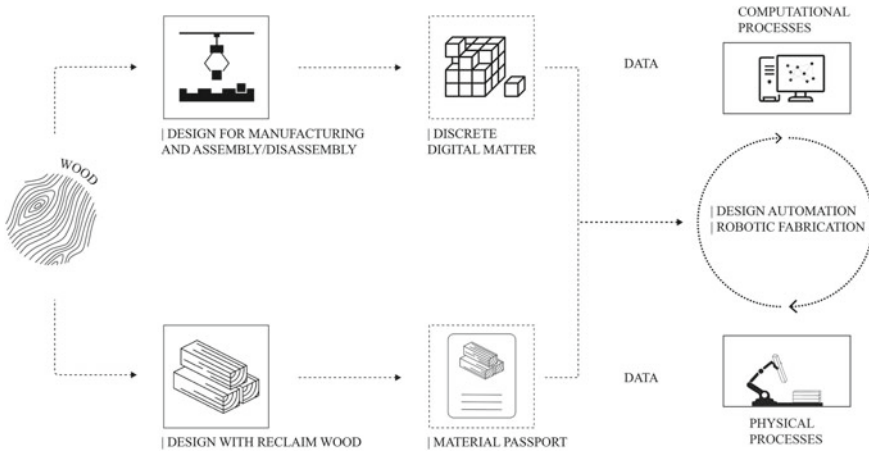 COMPUTATIONAL
PROCESSES
DATA
| DESIGN FOR MANUFACTURING
AND ASSEMBLY/DISASSEMBLY
| DISCRETE
DIGITAL MATTER
WOOD
| DESIGN AUTOMATION
| ROBOTIC FABRICATION
DATA
| DESIGN WITH RECLAIM WOOD
| MATERIAL PASSPORT
PHYSICAL
PROCESSES